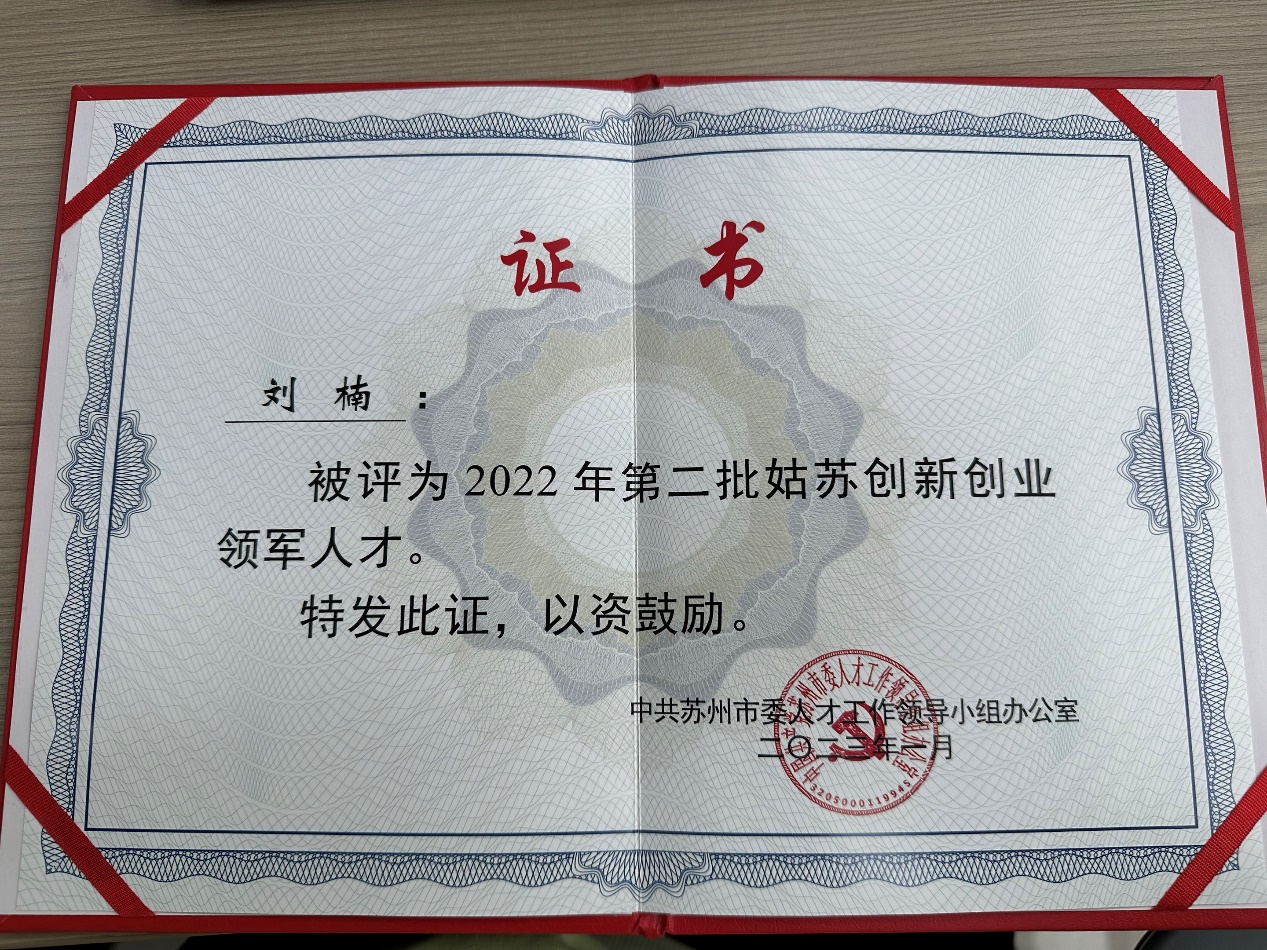 证 书
刘 楠 :
被评为 2022 年第二批姑苏创新创业
领军人才。
特发此证，以资鼓励。
中共苏州市委人才工作领导小组办公室
二〇二三年一月
3205000119945